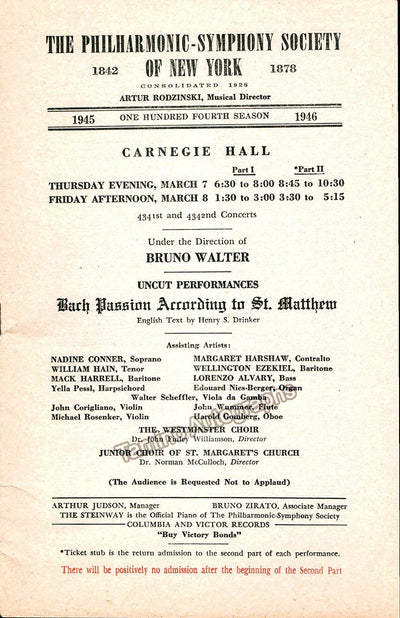 THE PHILHARMONIC-SYMPHONY SOCIETY
1842 OF NEW YORK 1878
CONSOLIDATED 1928
ARTUR RODZINSKI, Musical Director
1945 ONE HUNDRED FOURTH SEASON 1946
CARNEGIE HALL
Part I *Part II
THURSDAY EVENING, MARCH 7 6:30 to 8:00 8:45 to 10:30
FRIDAY AFTERNOON, MARCH 8 1:30 to 3:00 3:30 to 5:15
4341st and 4342nd Concerts
Under the Direction of
BRUNO WALTER
UNCUT PERFORMANCES
Bach Passion According to St. Matthew
English Text by Henry S. Drinker
Assisting Artists:
NADINE CONNER, Soprano MARGARET HARSHAW, Contralto
WILLIAM HAIN, Tenor WELLINGTON EZEKIEL, Baritone
MACK HARRELL, Baritone LORENZO ALVARY, Bass
Yella Pessl, Harpsichord Edouard Nies-Berger, Organ
Walter Scheffler, Viola da Gamba
John Corigliano, Violin John Wummer, Flute
Michael Rosenker, Violin Harold Gomberg, Oboe
THE WESTMINSTER CHOIR
Dr. John Finley Williamson, Director
JUNIOR CHOIR OF ST. MARGARET'S CHURCH
Dr. Norman McCulloch, Director
Tamino Autographs
(The Audience is Requested Not to Applaud)
ARTHUR JUDSON, Manager BRUNO ZIRATO, Associate Manager
THE STEINWAY is the Official Piano of The Philharmonic-Symphony Society
COLUMBIA AND VICTOR RECORDS
"Buy Victory Bonds"
*Ticket stub is the return admission to the second part of each performance.
There will be positively no admission after the beginning of the Second Part